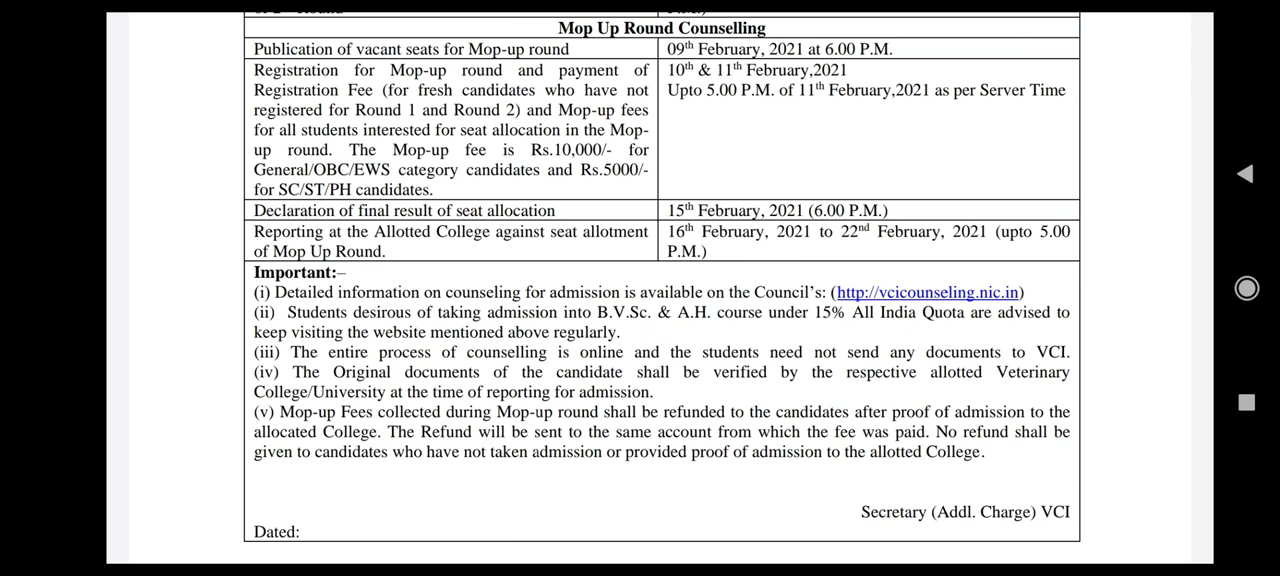 Mop Up Round Counselling
Publication of vacant seats for Mop-up round
09th February, 2021 at 6.00 P.M.
Registration for Mop-up round and payment of
Registration Fee (for fresh candidates who have not
registered for Round 1 and Round 2) and Mop-up fees
for all students interested for seat allocation in the Mop-
up round. The Mop-up fee is Rs.10,000/- for
General/OBC/EWS category candidates and Rs.5000/-
for SC/ST/PH candidates.
10th & 11th February,2021
Upto 5.00 P.M. of 11th February,2021 as per Server Time
Declaration of final result of seat allocation
15th February, 2021 (6.00 P.M.)
Reporting at the Allotted College against seat allotment
of Mop Up Round.
16th February, 2021 to 22nd February, 2021 (upto 5.00
P.M.)
Important:–
(i) Detailed information on counseling for admission is available on the Council's: (http://vcicounseling.nic.in)
(ii) Students desirous of taking admission into B.V.Sc. & A.H. course under 15% All India Quota are advised to
keep visiting the website mentioned above regularly.
(iii) The entire process of counselling is online and the students need not send any documents to VCI.
(iv) The Original documents of the candidate shall be verified by the respective allotted Veterinary
College/University at the time of reporting for admission.
(v) Mop-up Fees collected during Mop-up round shall be refunded to the candidates after proof of admission to the
allocated College. The Refund will be sent to the same account from which the fee was paid. No refund shall be
given to candidates who have not taken admission or provided proof of admission to the allotted College.
Secretary (Addl. Charge) VCI
Dated: